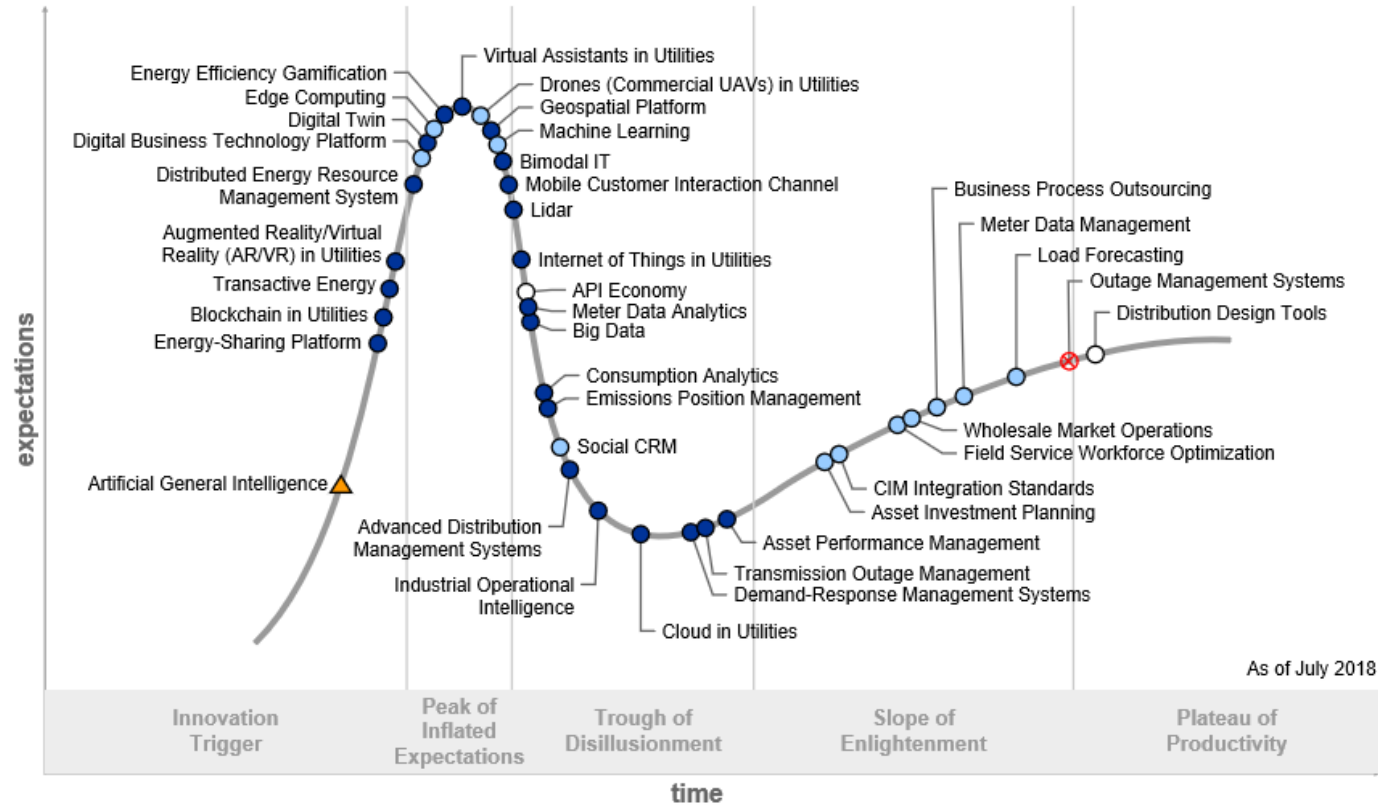 Virtual Assistants in Utilities
Energy Efficiency Gamification
Edge Computing
Digital Twin
Digital Business Technology Platform
Distributed Energy Resource
Management System
Augmented Reality/Virtual
Reality (AR/VR) in Utilities
Transactive Energy
Blockchain in Utilities
Energy-Sharing Platform
Artificial General Intelligence
Drones (Commercial UAVs) in Utilities
Geospatial Platform
Machine Learning
Bimodal IT
Mobile Customer Interaction Channel
Lidar
Internet of Things in Utilities
API Economy
Meter Data Analytics
Big Data
Consumption Analytics
Emissions Position Management
Social CRM
Advanced Distribution
Management Systems
Industrial Operational
Intelligence
Cloud in Utilities
Demand-Response Management Systems
Transmission Outage Management
Asset Performance Management
Asset Investment Planning
CIM Integration Standards
Field Service Workforce Optimization
Wholesale Market Operations
Business Process Outsourcing
Meter Data Management
Load Forecasting
Outage Management Systems
Distribution Design Tools
expectations
As of July 2018
Innovation
Trigger
Peak of
Inflated
Expectations
Trough of
Disillusionment
Slope of
Enlightenment
Plateau of
Productivity
time